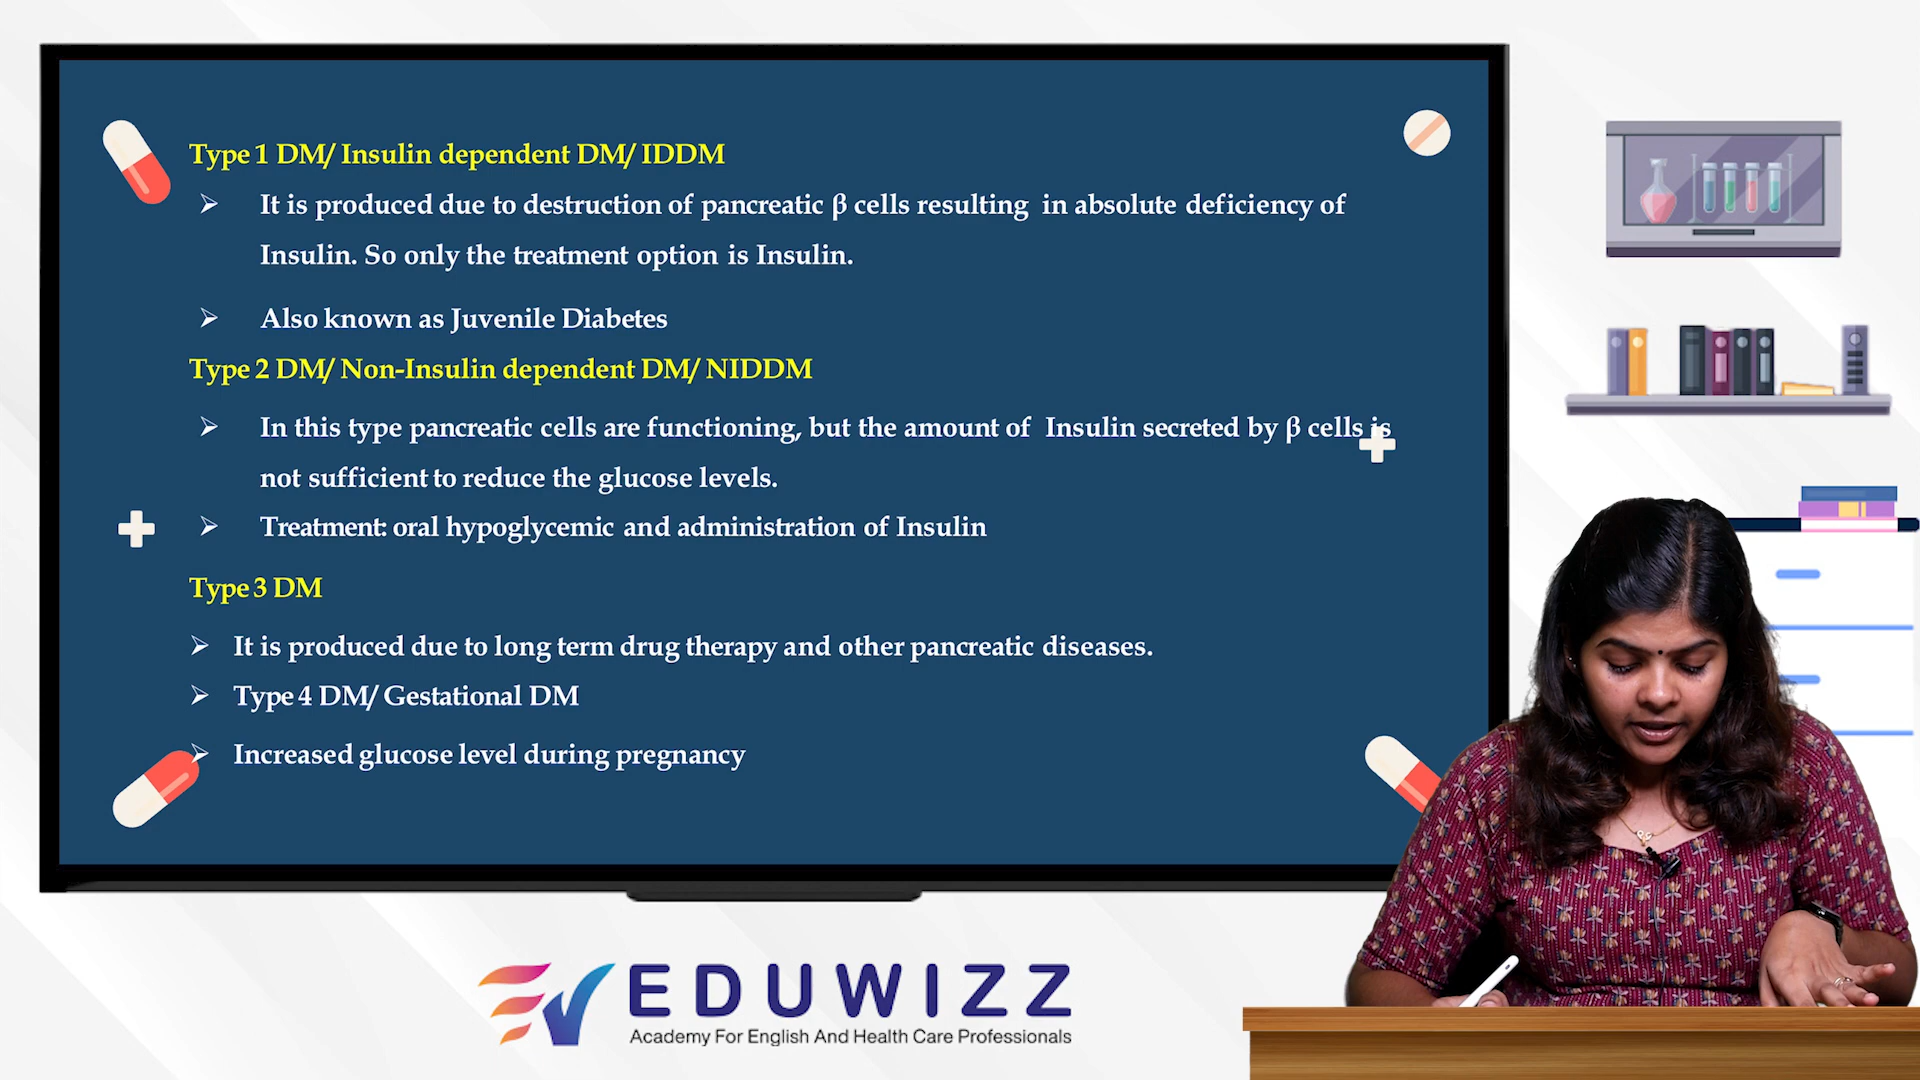 Type 1 DM/ Insulin dependent DM/ IDDM
It is produced due to destruction of pancreatic β cells resulting in absolute deficiency of
Insulin. So only the treatment option is Insulin.
Also known as Juvenile Diabetes
Type 2 DM/ Non-Insulin dependent DM/ NIDDM
In this type pancreatic cells are functioning, but the amount of Insulin secreted by β cells is
not sufficient to reduce the glucose levels.
Treatment: oral hypoglycemic and administration of Insulin
Type 3 DM
It is produced due to long term drug therapy and other pancreatic diseases.
Type 4 DM/ Gestational DM
Increased glucose level during pregnancy
EDUWIZZ
Academy For English And Health Care Professionals